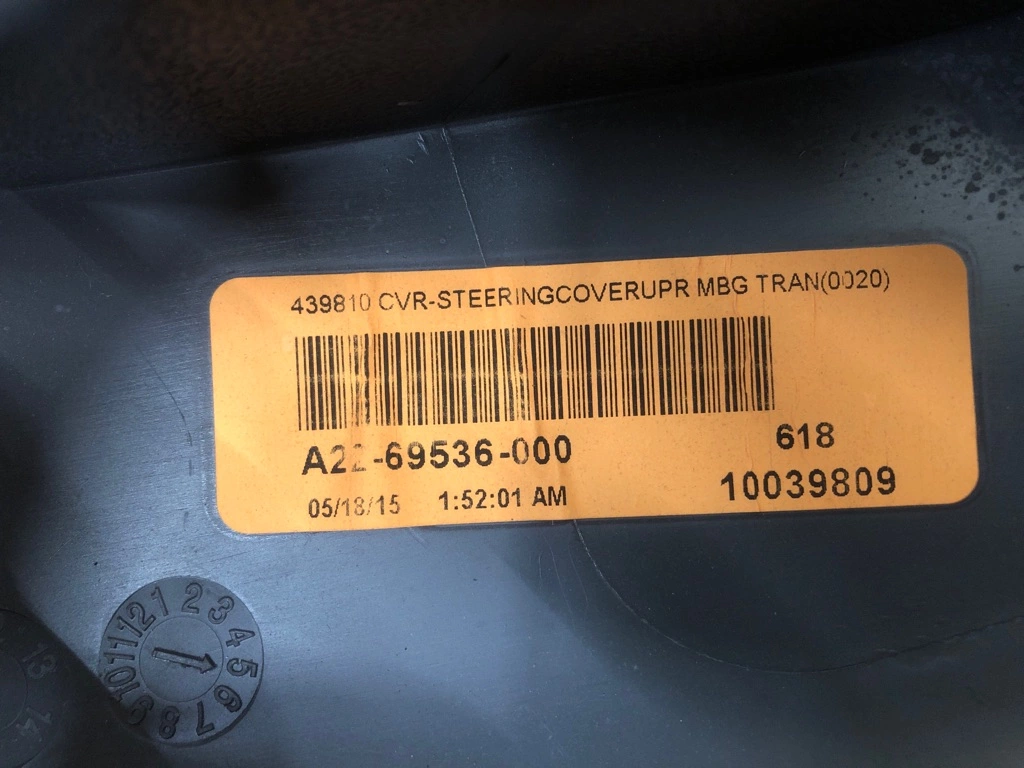 439810 CVR-STEERINGCOVERUPR MBG TRAN(0020)
A22-69536-000
618
05/18/15 1:52:01 AM
10039809
1 2 3 4 5 6 7 8 9 10 11 12